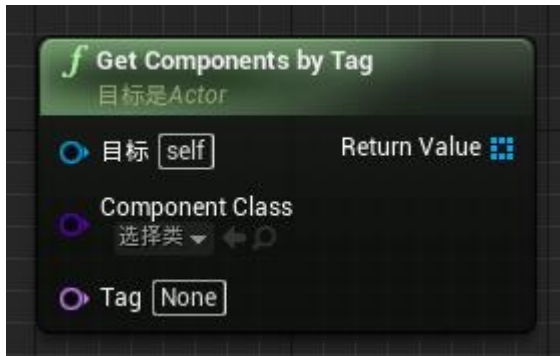 f Get Components by Tag
目标是Actor
目标 self Return Value
Component Class
选择类
Tag None